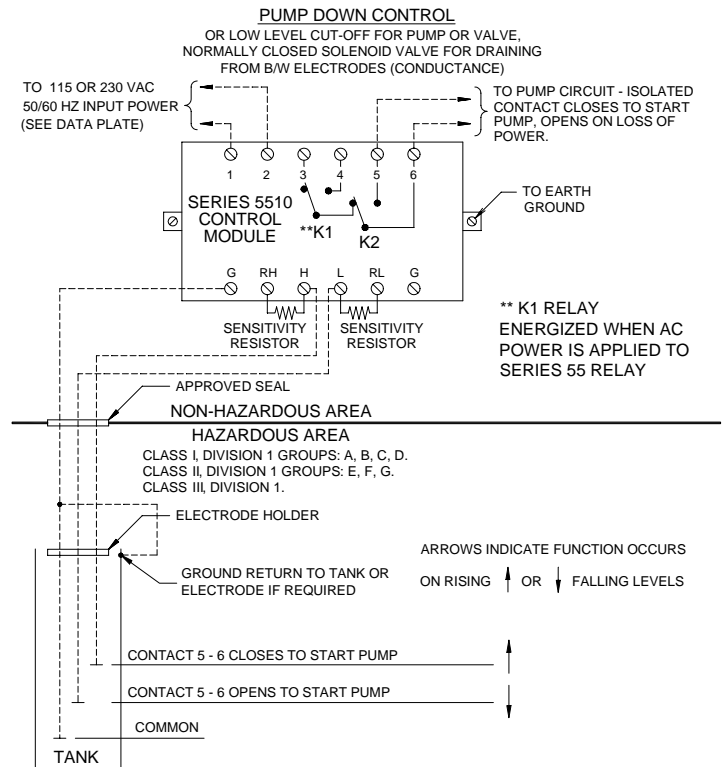 PUMP DOWN CONTROL
OR LOW LEVEL CUT-OFF FOR PUMP OR VALVE,
NORMALLY CLOSED SOLENOID VALVE FOR DRAINING
FROM B/W ELECTRODES (CONDUCTANCE)
TO 115 OR 230 VAC
50/60 HZ INPUT POWER
(SEE DATA PLATE)
TO PUMP CIRCUIT - ISOLATED
CONTACT CLOSES TO START
PUMP, OPENS ON LOSS OF
POWER.
1 2 3 4 5 6
SERIES 5510
CONTROL
MODULE
**K1
K2
TO EARTH
GROUND
G RH H L RL G
SENSITIVITY
RESISTOR
SENSITIVITY
RESISTOR
** K1 RELAY
ENERGIZED WHEN AC
POWER IS APPLIED TO
SERIES 55 RELAY
APPROVED SEAL
NON-HAZARDOUS AREA
HAZARDOUS AREA
CLASS I, DIVISION 1 GROUPS: A, B, C, D.
CLASS II, DIVISION 1 GROUPS: E, F, G.
CLASS III, DIVISION 1.
ELECTRODE HOLDER
GROUND RETURN TO TANK OR
ELECTRODE IF REQUIRED
ARROWS INDICATE FUNCTION OCCURS
ON RISING OR FALLING LEVELS
CONTACT 5 - 6 CLOSES TO START PUMP
CONTACT 5 - 6 OPENS TO START PUMP
COMMON
TANK